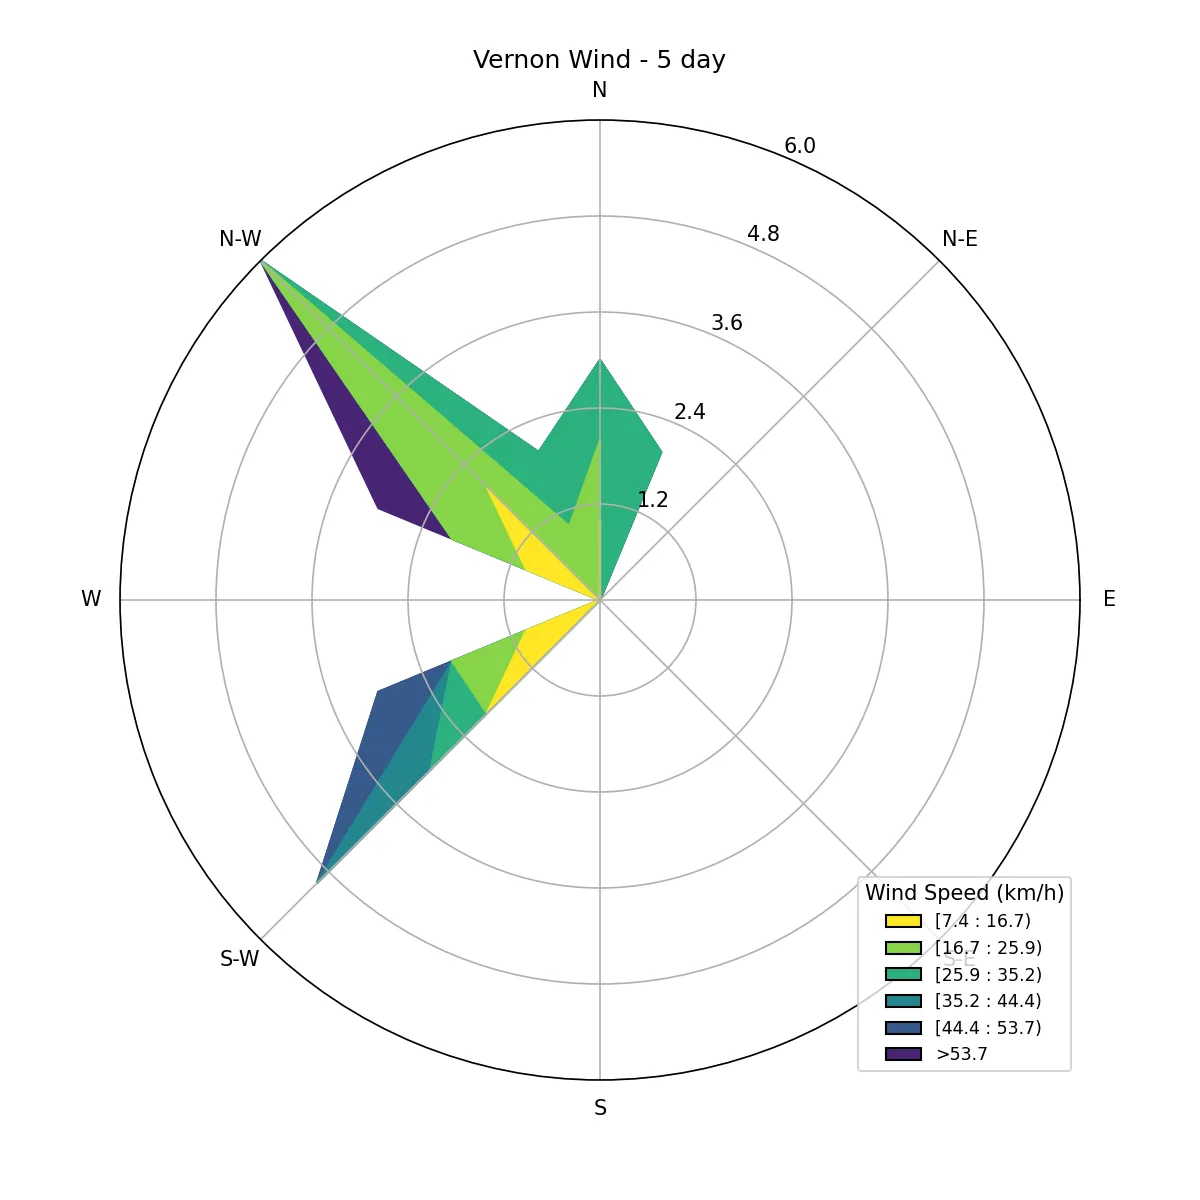 Vernon Wind - 5 day
N
6.0
4.8
N-W
N-E
3.6
2.4
1.2
W
E
S-W
S-E
S
Wind Speed (km/h)
[7.4 : 16.7)
[16.7 : 25.9)
[25.9 : 35.2)
[35.2 : 44.4)
[44.4 : 53.7)
>53.7